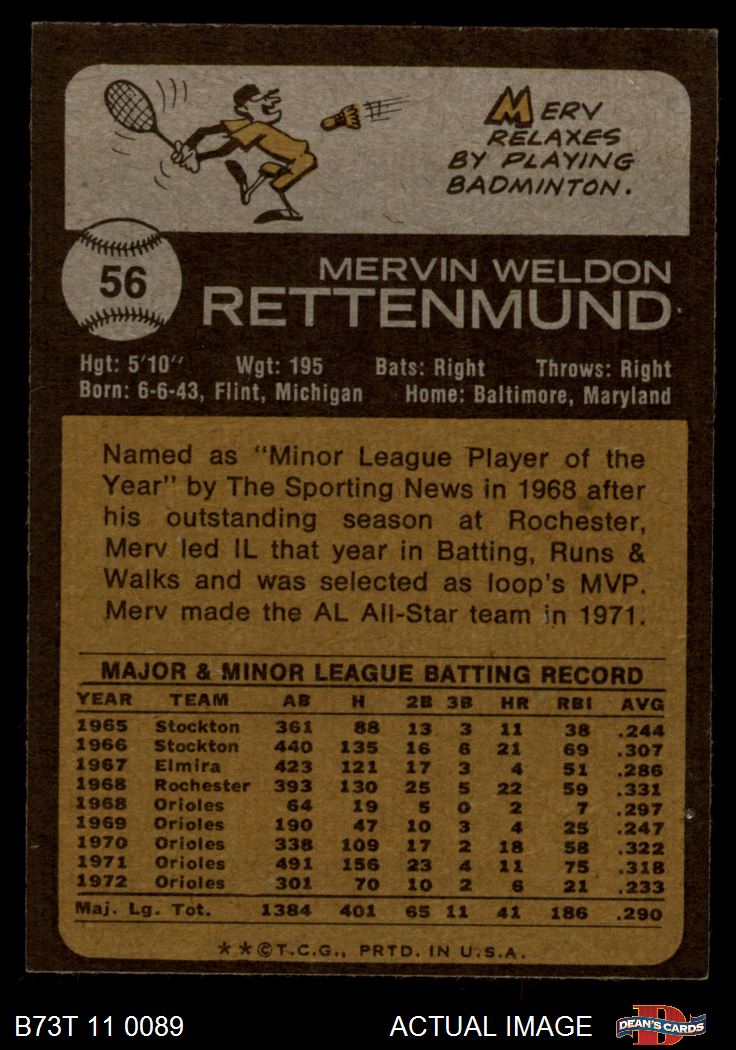 MERV
RELAXES
BY PLAYING
BADMINTON.
56
MERVIN WELDON
RETTENMUND
Hgt: 5'10" Wgt: 195 Bats: Right Throws: Right
Born: 6-6-43, Flint, Michigan Home: Baltimore, Maryland
Named as "Minor League Player of the
Year" by The Sporting News in 1968 after
his outstanding season at Rochester,
Merv led IL that year in Batting, Runs &
Walks and was selected as loop's MVP.
Merv made the AL All-Star team in 1971.
MAJOR & MINOR LEAGUE BATTING RECORD
YEAR TEAM AB H 2B 3B HR RBI AVG
1965 Stockton 361 88 13 3 11 38 .244
1966 Stockton 440 135 16 6 21 69 .307
1967 Elmira 423 121 17 3 4 51 .286
1968 Rochester 393 130 25 5 22 59 .331
1968 Orioles 64 19 5 0 2 7 .297
1969 Orioles 190 47 10 3 4 25 .247
1970 Orioles 338 109 17 2 18 58 .322
1971 Orioles 491 156 23 4 11 75 .318
1972 Orioles 301 70 10 2 6 21 .233
Maj. Lg. Tot. 1384 401 65 11 41 186 .290
**©T.C.G., PRTD. IN U.S.A.
B73T 11 0089 ACTUAL IMAGE DEAN'S CARDS